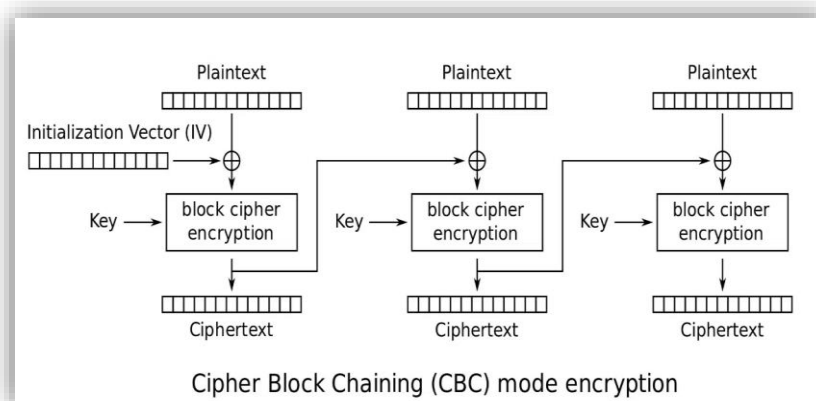 Plaintext
Plaintext
Plaintext
Initialization Vector (IV)
Key
block cipher
encryption
Key
block cipher
encryption
Key
block cipher
encryption
Ciphertext
Ciphertext
Ciphertext
Cipher Block Chaining (CBC) mode encryption